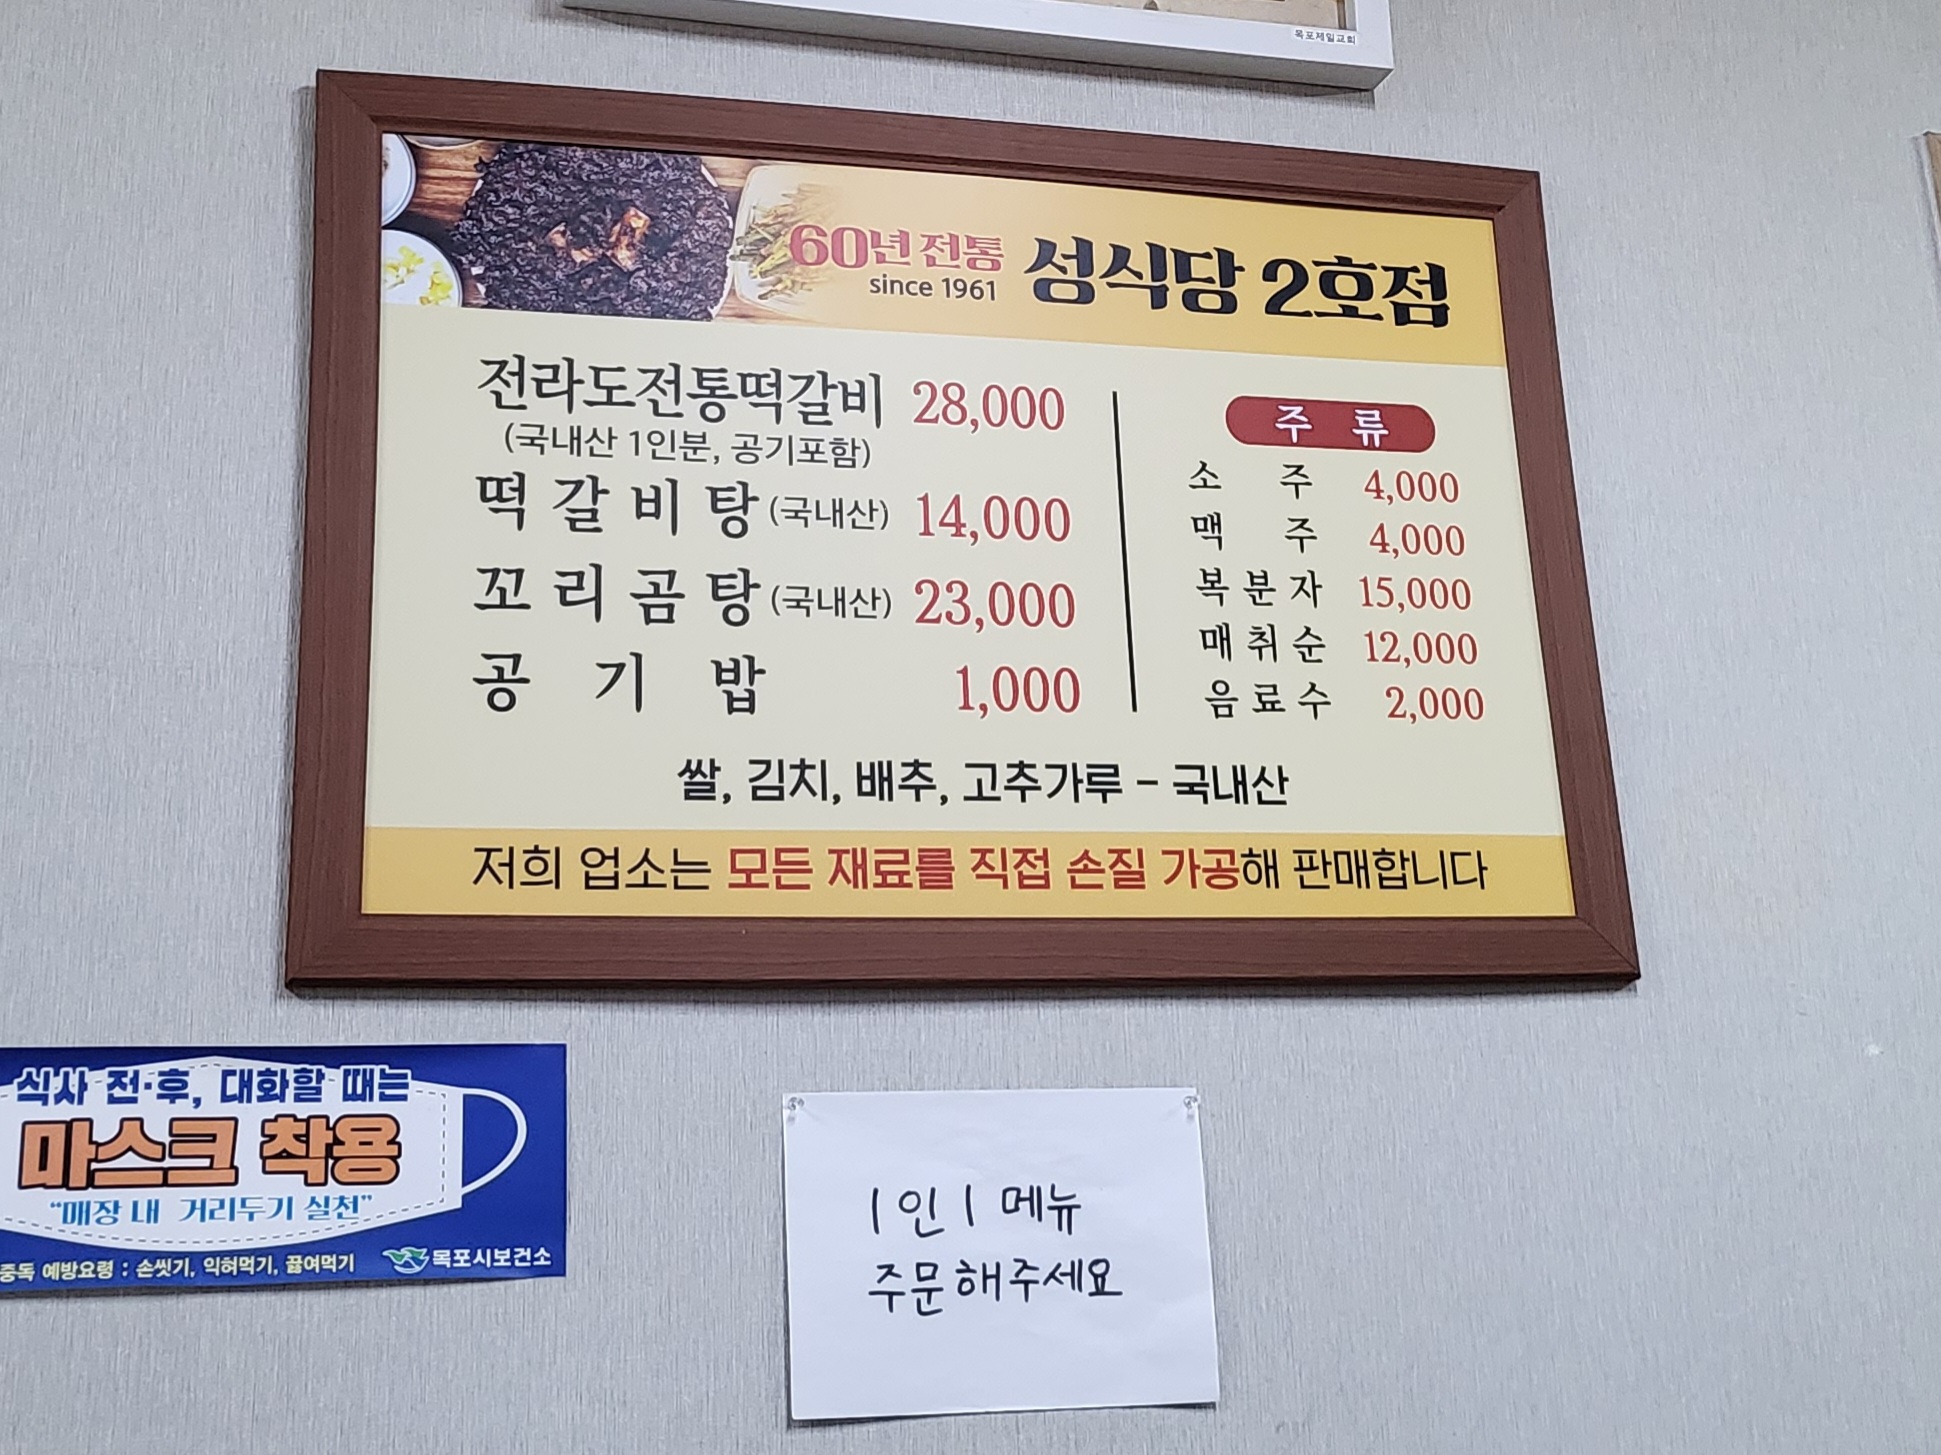 목포제일교회
60년 전통
since 1961
성식당 2호점
전라도전통떡갈비 28,000
(국내산 1인분, 공기포함)
떡갈비탕(국내산) 14,000
꼬리곰탕(국내산) 23,000
공기밥 1,000
주류
소주 4,000
맥주 4,000
복분자 15,000
매취순 12,000
음료수 2,000
쌀, 김치, 배추, 고추가루 - 국내산
저희 업소는 모든 재료를 직접 손질 가공해 판매합니다
식사 전·후, 대화할 때는
마스크 착용
“매장 내 거리두기 실천”
중독 예방요령 : 손씻기, 익혀먹기, 끓여먹기
목포시보건소
1인 1 메뉴
주문해주세요